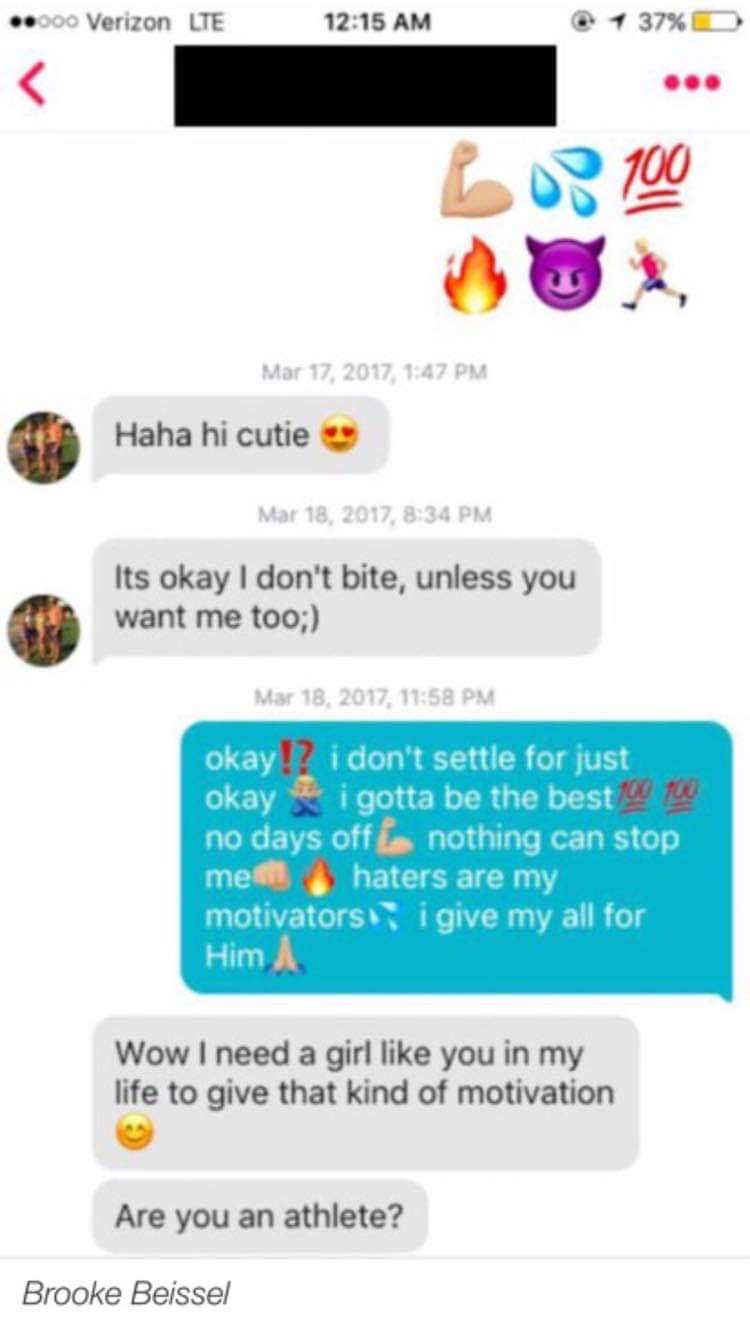 Verizon LTE 12:15 AM 37%
💪🏼💦💯
🔥😈🏃🏼
Mar 17, 2017, 1:47 PM
Haha hi cutie 😍
Mar 18, 2017, 8:34 PM
Its okay I don't bite, unless you
want me too;)
Mar 18, 2017, 11:58 PM
okay⁉️ i don't settle for just
okay 🙅🏼‍♂️ i gotta be the best💯 💯
no days off💪🏼 nothing can stop
me👊🏼 🔥 haters are my
motivators💦 i give my all for
Him🙏🏼
Wow I need a girl like you in my
life to give that kind of motivation
😊
Are you an athlete?
Brooke Beissel